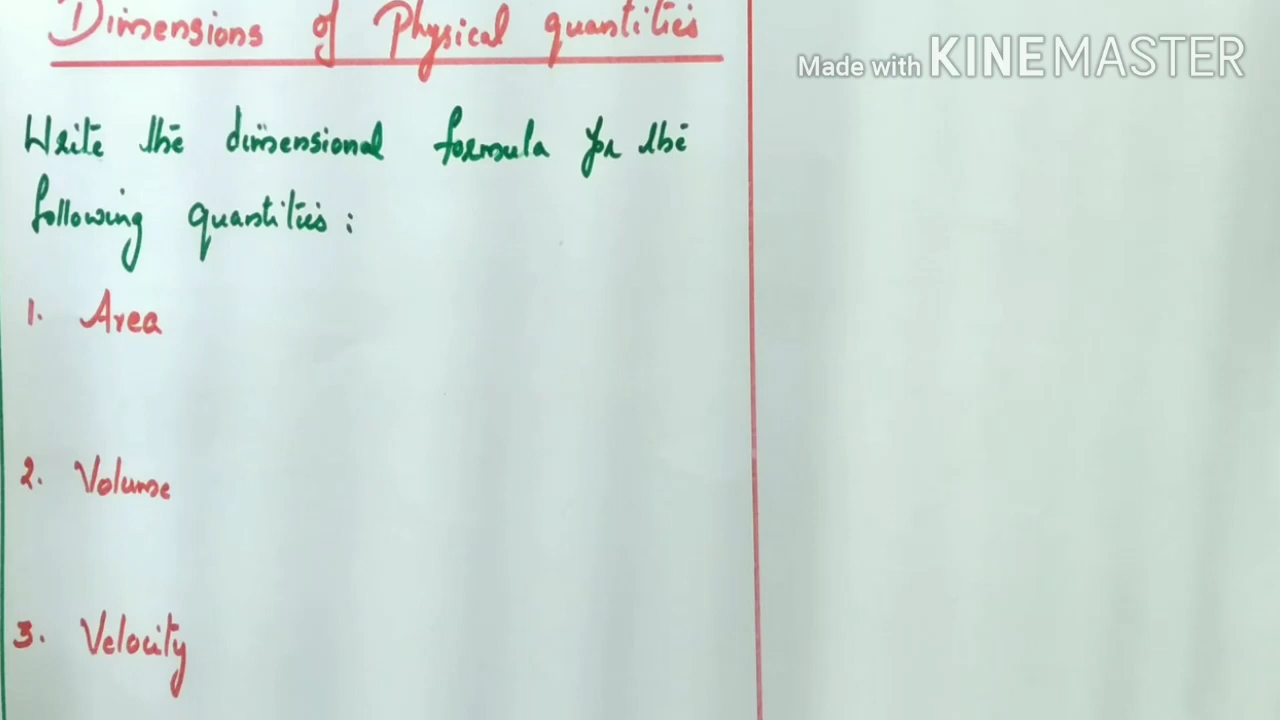 Dimensions of Physical quantities
Made with KINEMASTER
Write the dimensional formula for the
following quantities:
1. Area
2. Volume
3. Velocity